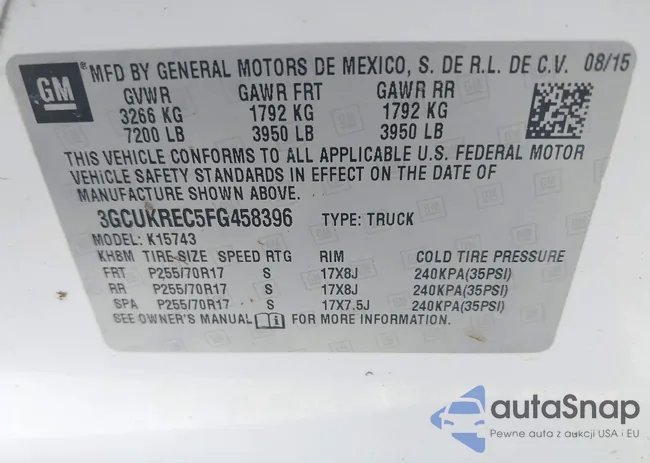 GM ® MFD BY GENERAL MOTORS DE MEXICO, S. DE R.L. DE C.V. 08/15
GVWR GAWR FRT GAWR RR
3266 KG 1792 KG 1792 KG
7200 LB 3950 LB 3950 LB
THIS VEHICLE CONFORMS TO ALL APPLICABLE U.S. FEDERAL MOTOR
VEHICLE SAFETY STANDARDS IN EFFECT ON THE DATE OF
MANUFACTURE SHOWN ABOVE.
3GCUKREC5FG458396 TYPE: TRUCK
MODEL: K15743
KH8M TIRE SIZE SPEED RTG RIM COLD TIRE PRESSURE
FRT P255/70R17 S 17X8J 240KPA(35PSI)
RR P255/70R17 S 17X8J 240KPA(35PSI)
SPA P255/70R17 S 17X7.5J 240KPA(35PSI)
SEE OWNER'S MANUAL i FOR MORE INFORMATION.
autoSnap
Pewne auta z aukcji USA i EU